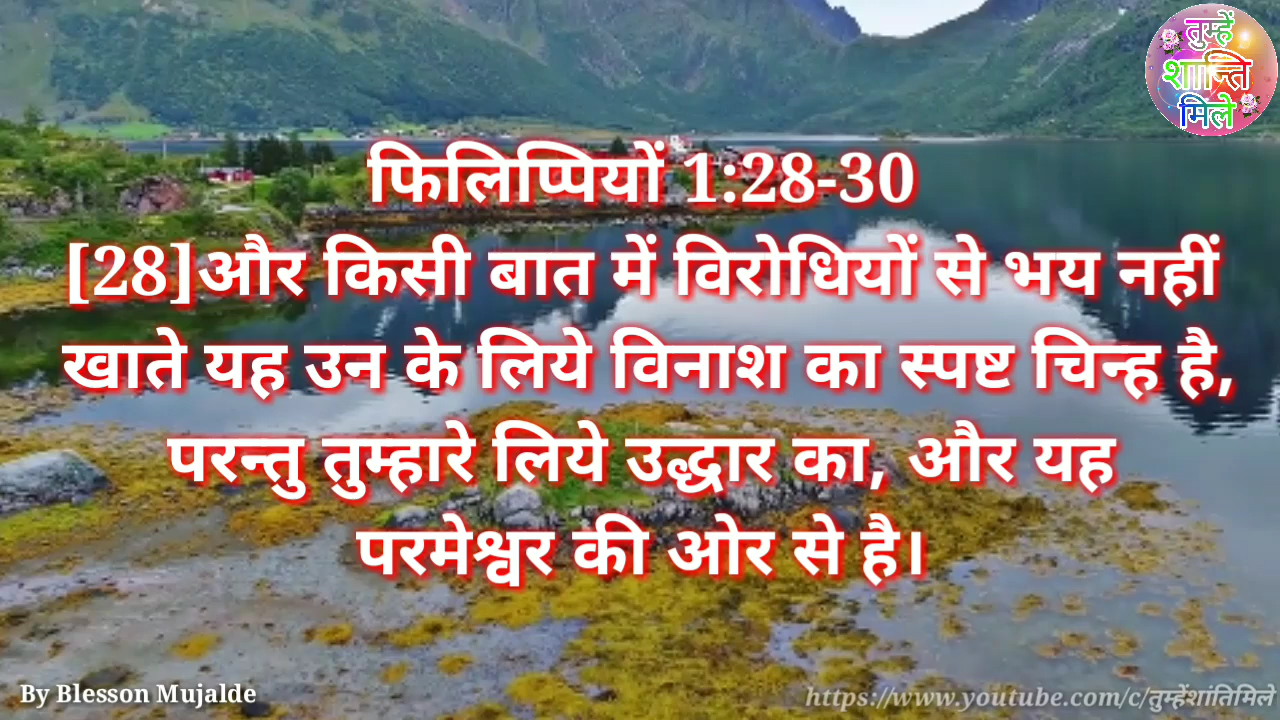 तुम्हें
शान्ति
मिले
फिलिप्पियों 1:28-30
[28]और किसी बात में विरोधियों से भय नहीं
खाते यह उन के लिये विनाश का स्पष्ट चिन्ह है,
परन्तु तुम्हारे लिये उद्धार का, और यह
परमेश्वर की ओर से है।
By Blesson Mujalde
https://www.youtube.com/c/तुम्हेंशांतिमिले